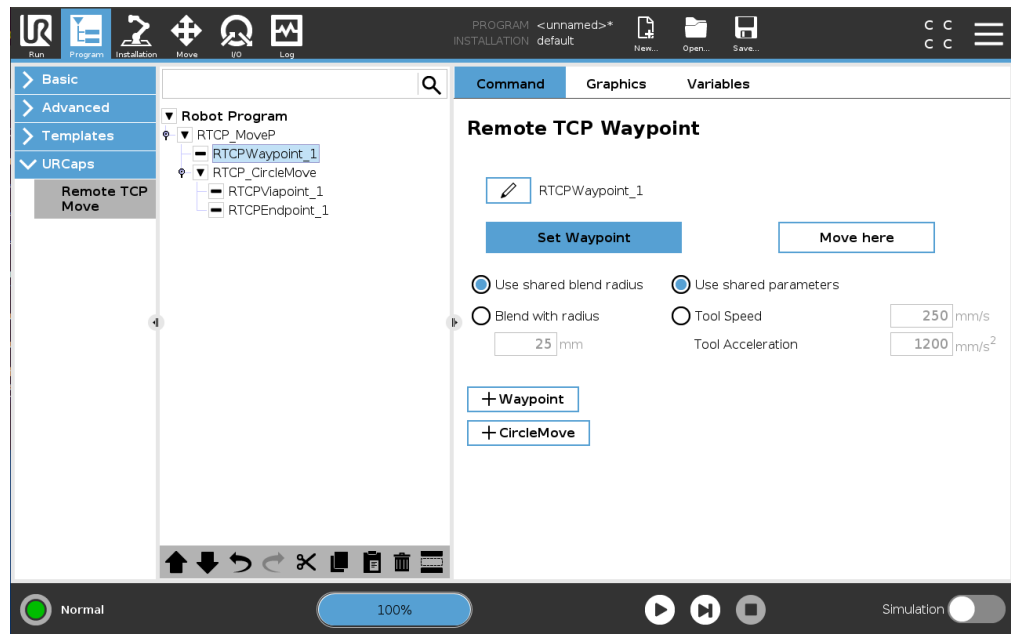 UR
Run
Program
Installation
Move
I/O
Log
PROGRAM <unnamed>*
INSTALLATION default
New...
Open...
Save...
C C
C C
Basic
Advanced
Templates
URCaps
Remote TCP
Move
Robot Program
RTCP_MoveP
RTCPWaypoint_1
RTCP_CircleMove
RTCPViapoint_1
RTCPEndpoint_1
Command Graphics Variables
Remote TCP Waypoint
RTCPWaypoint_1
Set Waypoint Move here
Use shared blend radius Use shared parameters
Blend with radius Tool Speed 250 mm/s
25 mm Tool Acceleration 1200 mm/s²
+Waypoint
+CircleMove
Normal 100% Simulation